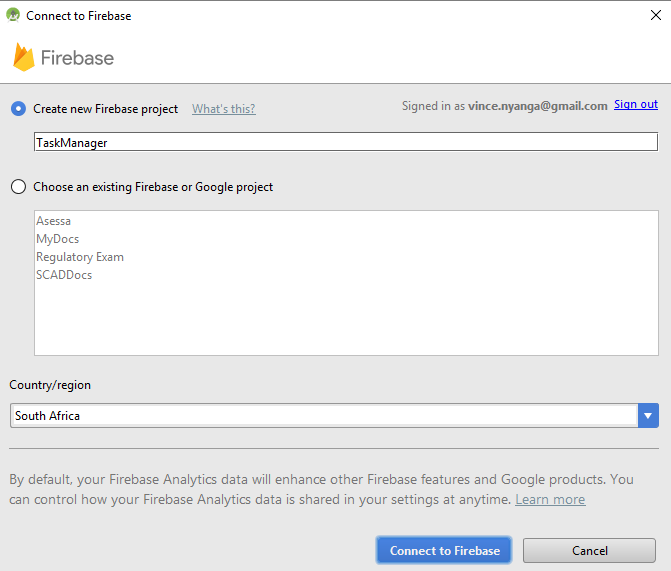 Connect to Firebase
Firebase
Create new Firebase project What's this? Signed in as vince.nyanga@gmail.com Sign out
TaskManager
Choose an existing Firebase or Google project
Asessa
MyDocs
Regulatory Exam
SCADDocs
Country/region
South Africa
By default, your Firebase Analytics data will enhance other Firebase features and Google products. You
can control how your Firebase Analytics data is shared in your settings at anytime. Learn more
Connect to Firebase Cancel